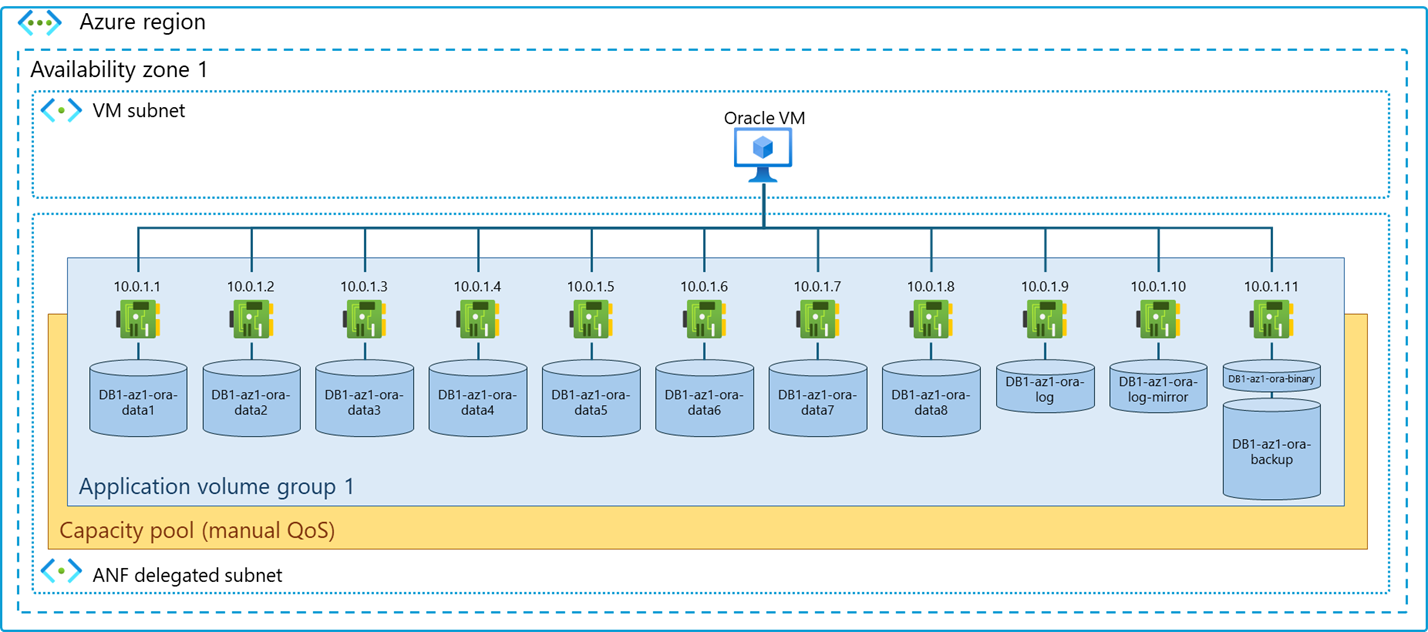 Azure region
Availability zone 1
VM subnet
Oracle VM
10.0.1.1
10.0.1.2
10.0.1.3
10.0.1.4
10.0.1.5
10.0.1.6
10.0.1.7
10.0.1.8
10.0.1.9
10.0.1.10
10.0.1.11
DB1-az1-ora-
data1
DB1-az1-ora-
data2
DB1-az1-ora-
data3
DB1-az1-ora-
data4
DB1-az1-ora-
data5
DB1-az1-ora-
data6
DB1-az1-ora-
data7
DB1-az1-ora-
data8
DB1-az1-ora-
log
DB1-az1-ora-
log-mirror
DB1-az1-ora-binary
DB1-az1-ora-
backup
Application volume group 1
Capacity pool (manual QoS)
ANF delegated subnet